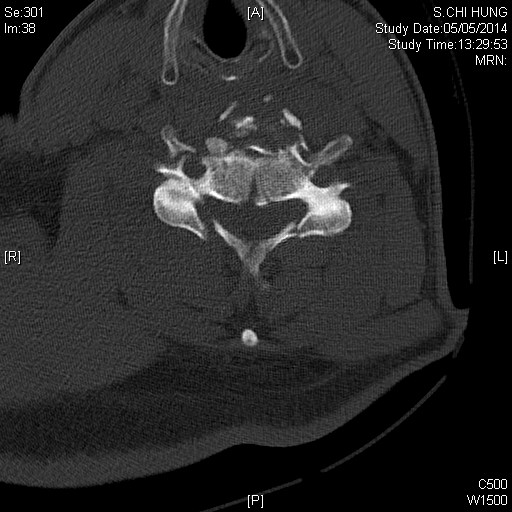 Se:301
Im:38
[A]
S.CHI HUNG
Study Date:05/05/2014
Study Time:13:29:53
MRN:
[R]
[L]
[P]
C500
W1500